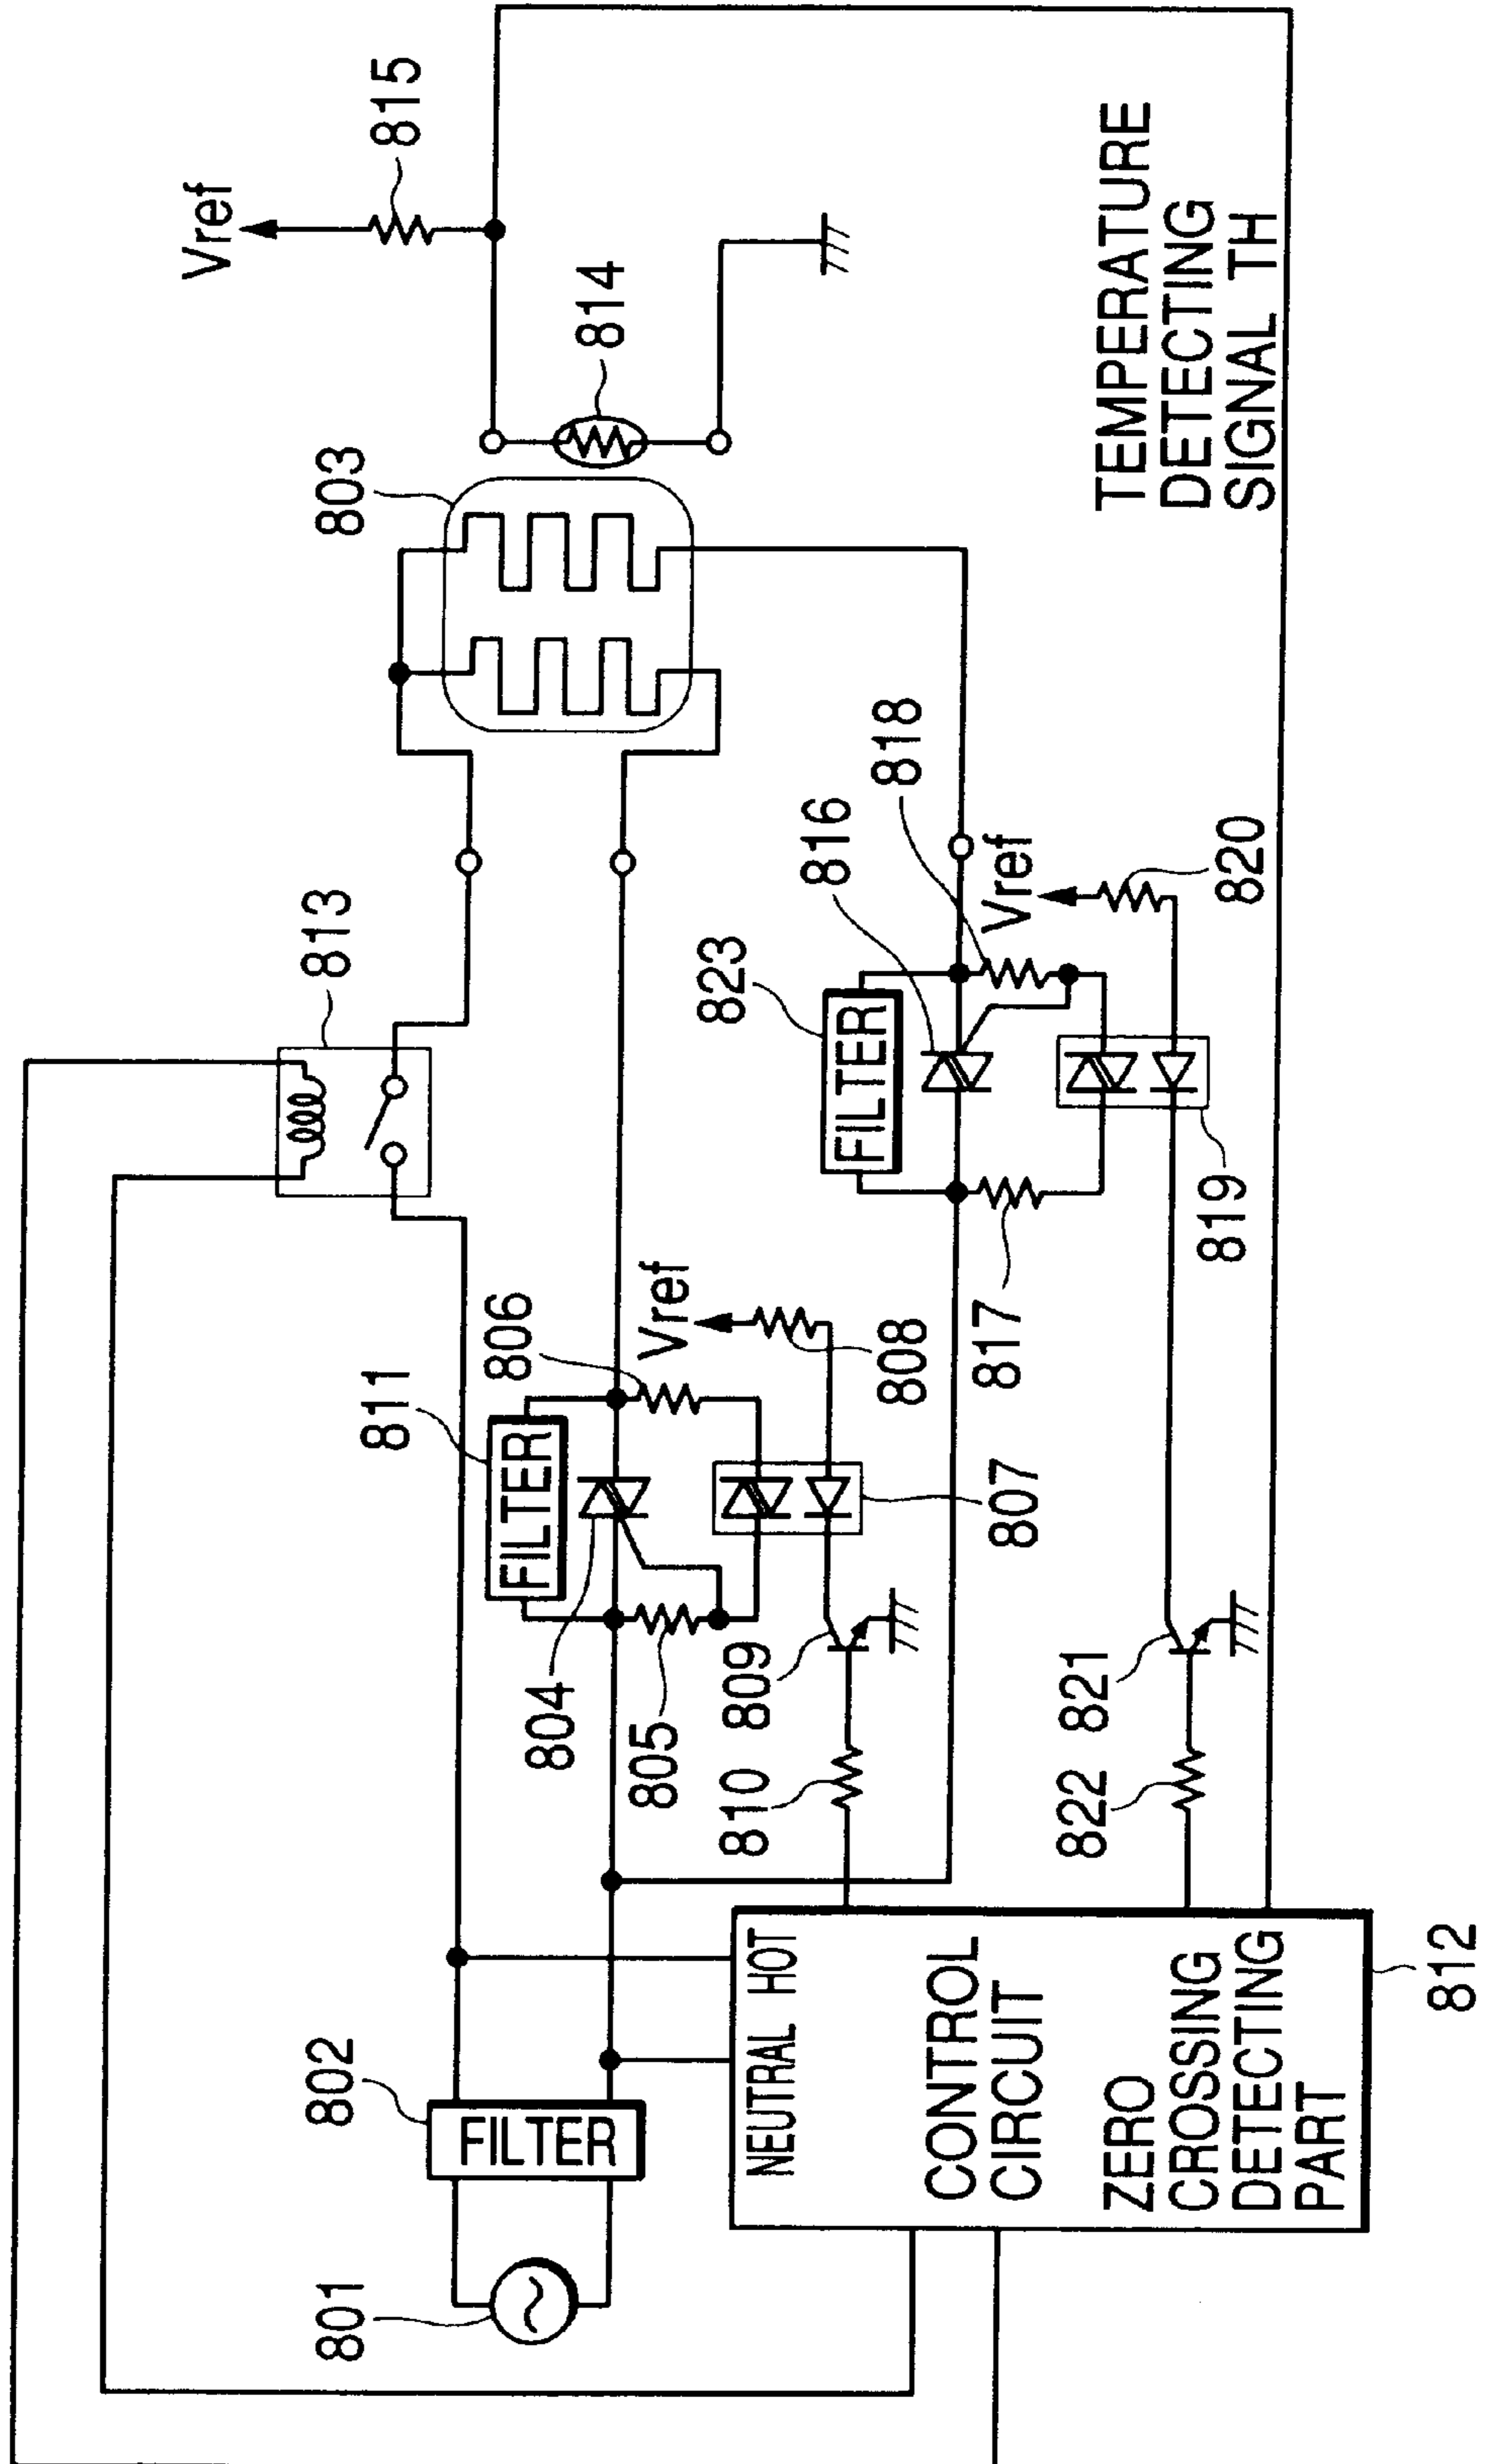 801
802
FILTER
NEUTRAL HOT
CONTROL
CIRCUIT
ZERO
CROSSING
DETECTING
PART
812
813
811
FILTER
804
805
806
Vref
808
807
809
810
823
FILTER
816
818
Vref
820
817
819
821
822
803
814
Vref
815
TEMPERATURE
DETECTING
SIGNAL TH